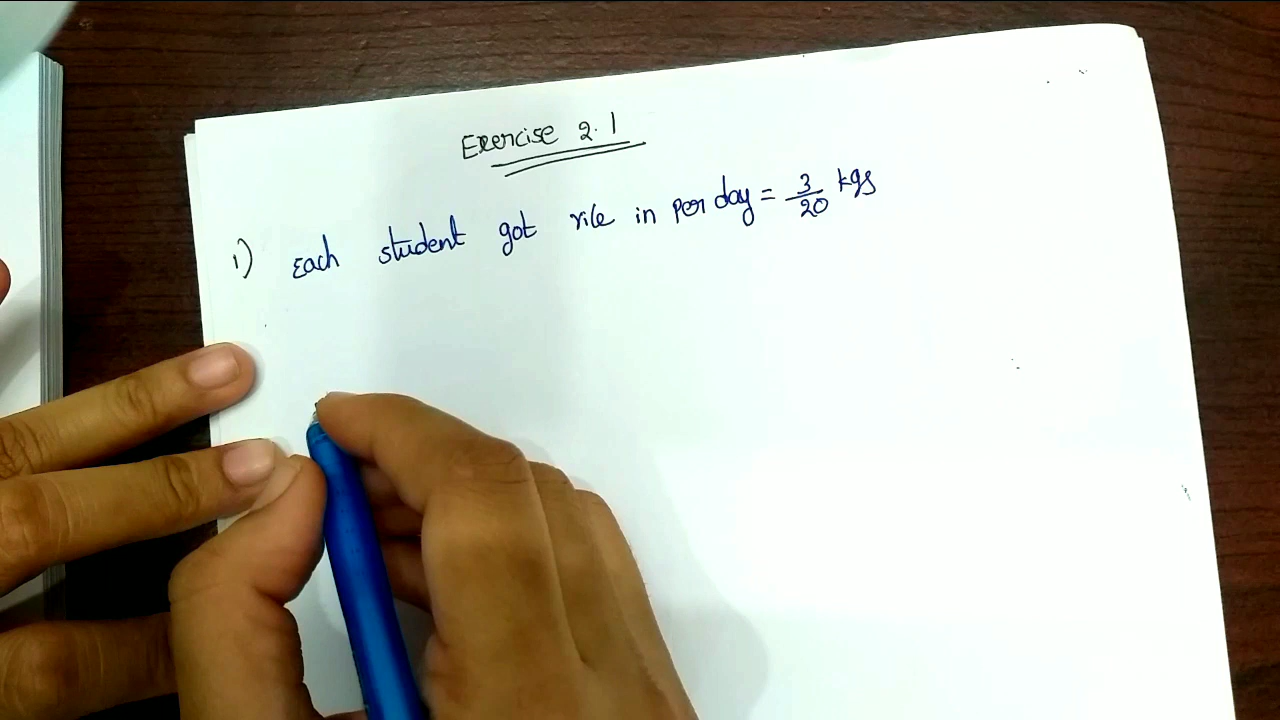 Exercise 2.1
1) Each student got rice in per day = 3/20 kgs